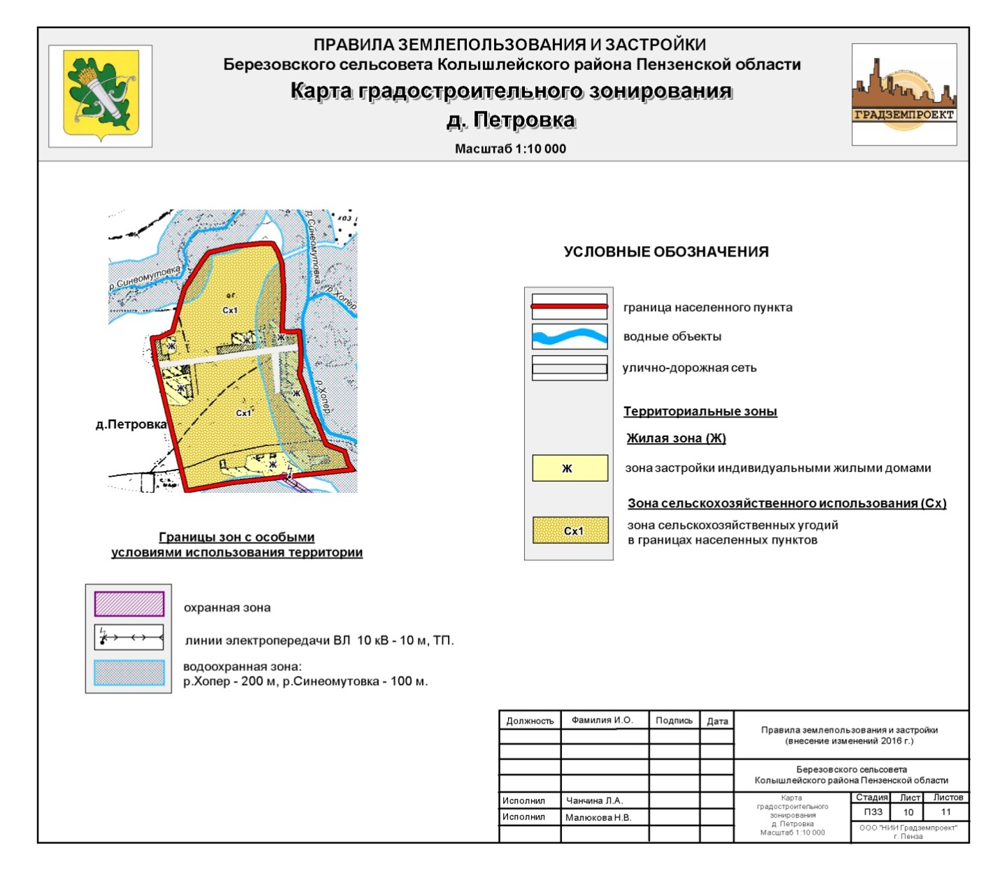 ПРАВИЛА ЗЕМЛЕПОЛЬЗОВАНИЯ И ЗАСТРОЙКИ
Березовского сельсовета Колышлейского района Пензенской области
Карта градостроительного зонирования
д. Петровка
Масштаб 1:10 000
ГРАДЗЕМПРОЕКТ
хаз
р.Синеомутовка
р.Синеомутовка
р.Хопер
ог.
Сх1
Ж
Ж
Ж
Ж
Ж
р.Хопер
Сх1
д.Петровка
Ж
УСЛОВНЫЕ ОБОЗНАЧЕНИЯ
граница населенного пункта
водные объекты
улично-дорожная сеть
Территориальные зоны
Жилая зона (Ж)
Ж
зона застройки индивидуальными жилыми домами
Зона сельскохозяйственного использования (Сх)
Сх1
зона сельскохозяйственных угодий
в границах населенных пунктов
Границы зон с особыми
условиями использования территории
охранная зона
линии электропередачи ВЛ 10 кВ - 10 м, ТП.
водоохранная зона:
р.Хопер - 200 м, р.Синеомутовка - 100 м.
Должность Фамилия И.О. Подпись Дата
Правила землепользования и застройки
(внесение изменений 2016 г.)
Березовского сельсовета
Колышлейского района Пензенской области
Исполнил Чанчина Л.А.
Исполнил Малюкова Н.В.
Карта
градостроительного
зонирования
д. Петровка
Масштаб 1:10 000
Стадия Лист Листов
ПЗЗ 10 11
ООО "НИИ Градземпроект"
г. Пенза